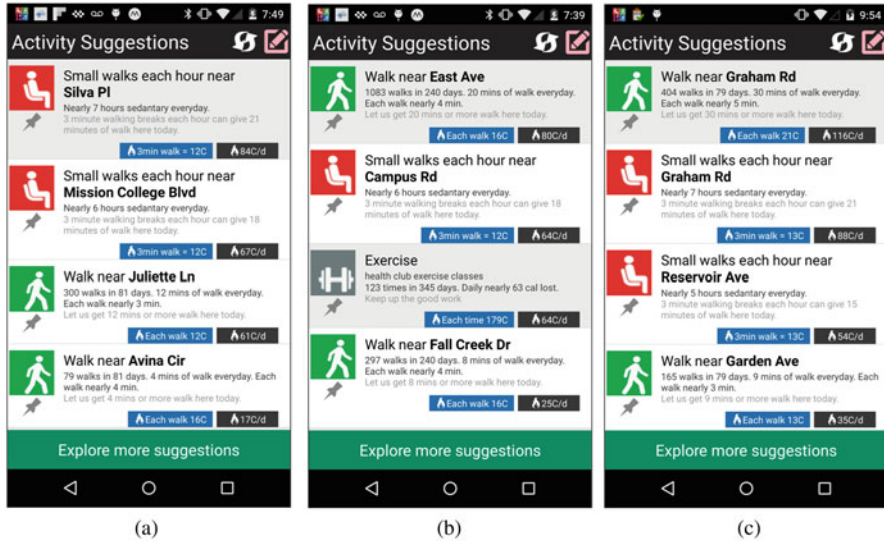 7:49
Activity Suggestions
Small walks each hour near
Silva Pl
Nearly 7 hours sedantary everyday.
3 minute walking breaks each hour can give 21
minutes of walk here today.
3min walk = 12C 84C/d
Small walks each hour near
Mission College Blvd
Nearly 6 hours sedantary everyday.
3 minute walking breaks each hour can give 18
minutes of walk here today.
3min walk = 12C 67C/d
Walk near Juliette Ln
300 walks in 81 days. 12 mins of walk everyday.
Each walk nearly 3 min.
Let us get 12 mins or more walk here today.
Each walk 12C 61C/d
Walk near Avina Cir
79 walks in 81 days. 4 mins of walk everyday. Each
walk nearly 4 min.
Let us get 4 mins or more walk here today.
Each walk 16C 17C/d
Explore more suggestions
(a)
7:39
Activity Suggestions
Walk near East Ave
1083 walks in 240 days. 20 mins of walk everyday.
Each walk nearly 4 min.
Let us get 20 mins or more walk here today.
Each walk 16C 80C/d
Small walks each hour near
Campus Rd
Nearly 6 hours sedantary everyday.
3 minute walking breaks each hour can give 18
minutes of walk here today.
3min walk = 12C 64C/d
Exercise
health club exercise classes
123 times in 345 days. Daily nearly 63 cal lost.
Keep up the good work
Each time 179C 64C/d
Walk near Fall Creek Dr
297 walks in 240 days. 8 mins of walk everyday.
Each walk nearly 4 min.
Let us get 8 mins or more walk here today.
Each walk 16C 25C/d
Explore more suggestions
(b)
9:54
Activity Suggestions
Walk near Graham Rd
404 walks in 79 days. 30 mins of walk everyday.
Each walk nearly 5 min.
Let us get 30 mins or more walk here today.
Each walk 21C 116C/d
Small walks each hour near
Graham Rd
Nearly 7 hours sedantary everyday.
3 minute walking breaks each hour can give 21
minutes of walk here today.
3min walk = 13C 88C/d
Small walks each hour near
Reservoir Ave
Nearly 5 hours sedantary everyday.
3 minute walking breaks each hour can give 15
minutes of walk here today.
3min walk = 13C 54C/d
Walk near Garden Ave
165 walks in 79 days. 9 mins of walk everyday. Each
walk nearly 3 min.
Let us get 9 mins or more walk here today.
Each walk 13C 35C/d
Explore more suggestions
(c)